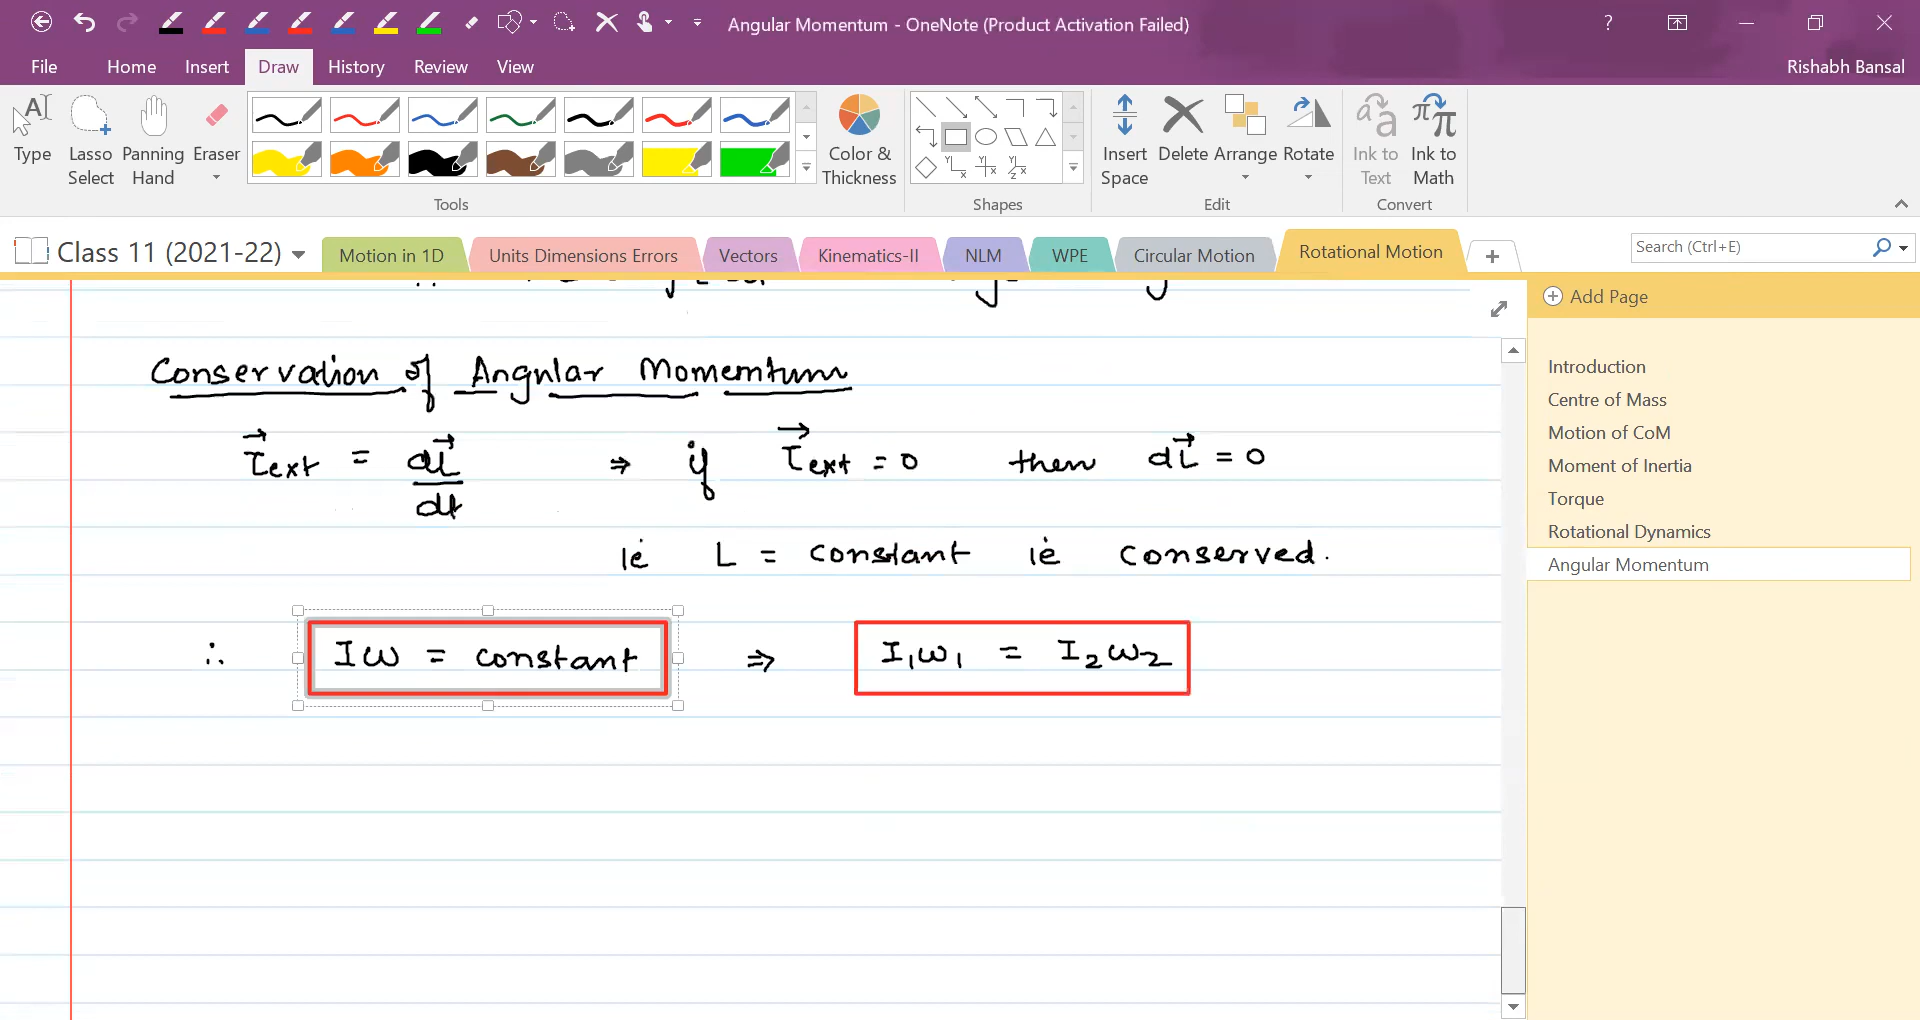 Angular Momentum - OneNote (Product Activation Failed)
?
File Home Insert Draw History Review View
Rishabh Bansal
Type
Lasso Select
Panning Hand
Eraser
Color & Thickness
Insert Space
Delete
Arrange
Rotate
Ink to Text
Ink to Math
Tools
Shapes
Edit
Convert
Class 11 (2021-22)
Motion in 1D
Units Dimensions Errors
Vectors
Kinematics-II
NLM
WPE
Circular Motion
Rotational Motion
Search (Ctrl+E)
Add Page
Introduction
Centre of Mass
Motion of CoM
Moment of Inertia
Torque
Rotational Dynamics
Angular Momentum
Conservation of Angular Momentum
τ⃗ext = dL⃗/dt ⇒ if τ⃗ext = 0 then dL⃗ = 0
ie L = constant ie conserved.
∴ Iω = constant ⇒ I₁ω₁ = I₂ω₂